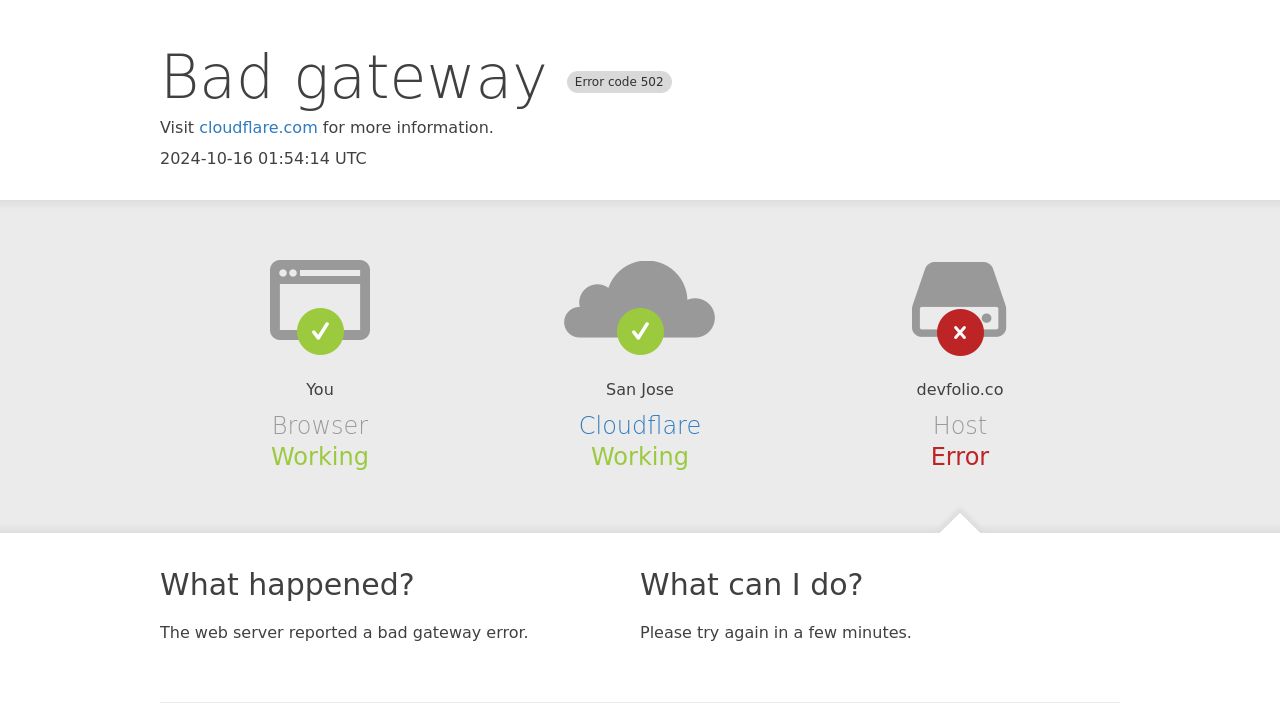 Bad gateway Error code 502
Visit cloudflare.com for more information.
2024-10-16 01:54:14 UTC
You
Browser
Working
San Jose
Cloudflare
Working
devfolio.co
Host
Error
What happened?
The web server reported a bad gateway error.
What can I do?
Please try again in a few minutes.